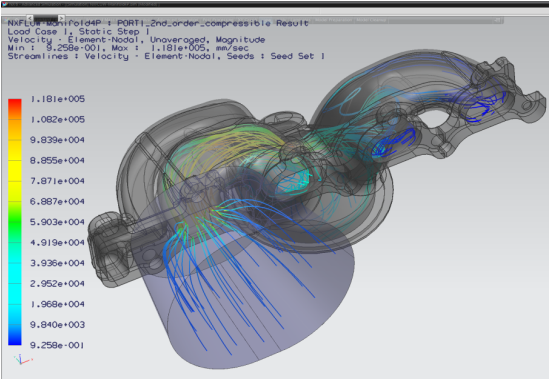 NXFLOW-Manifold4P : PORT1_2nd_order_compressible Result
Load Case 1, Static Step 1
Velocity - Element-Nodal, Unaveraged, Magnitude
Min : 9.258e-001, Max : 1.181e+005, mm/sec
Streamlines : Velocity - Element-Nodal, Seeds : Seed Set 1
1.181e+005
1.082e+005
9.839e+004
8.855e+004
7.871e+004
6.887e+004
5.903e+004
4.919e+004
3.936e+004
2.952e+004
1.968e+004
9.840e+003
9.258e-001